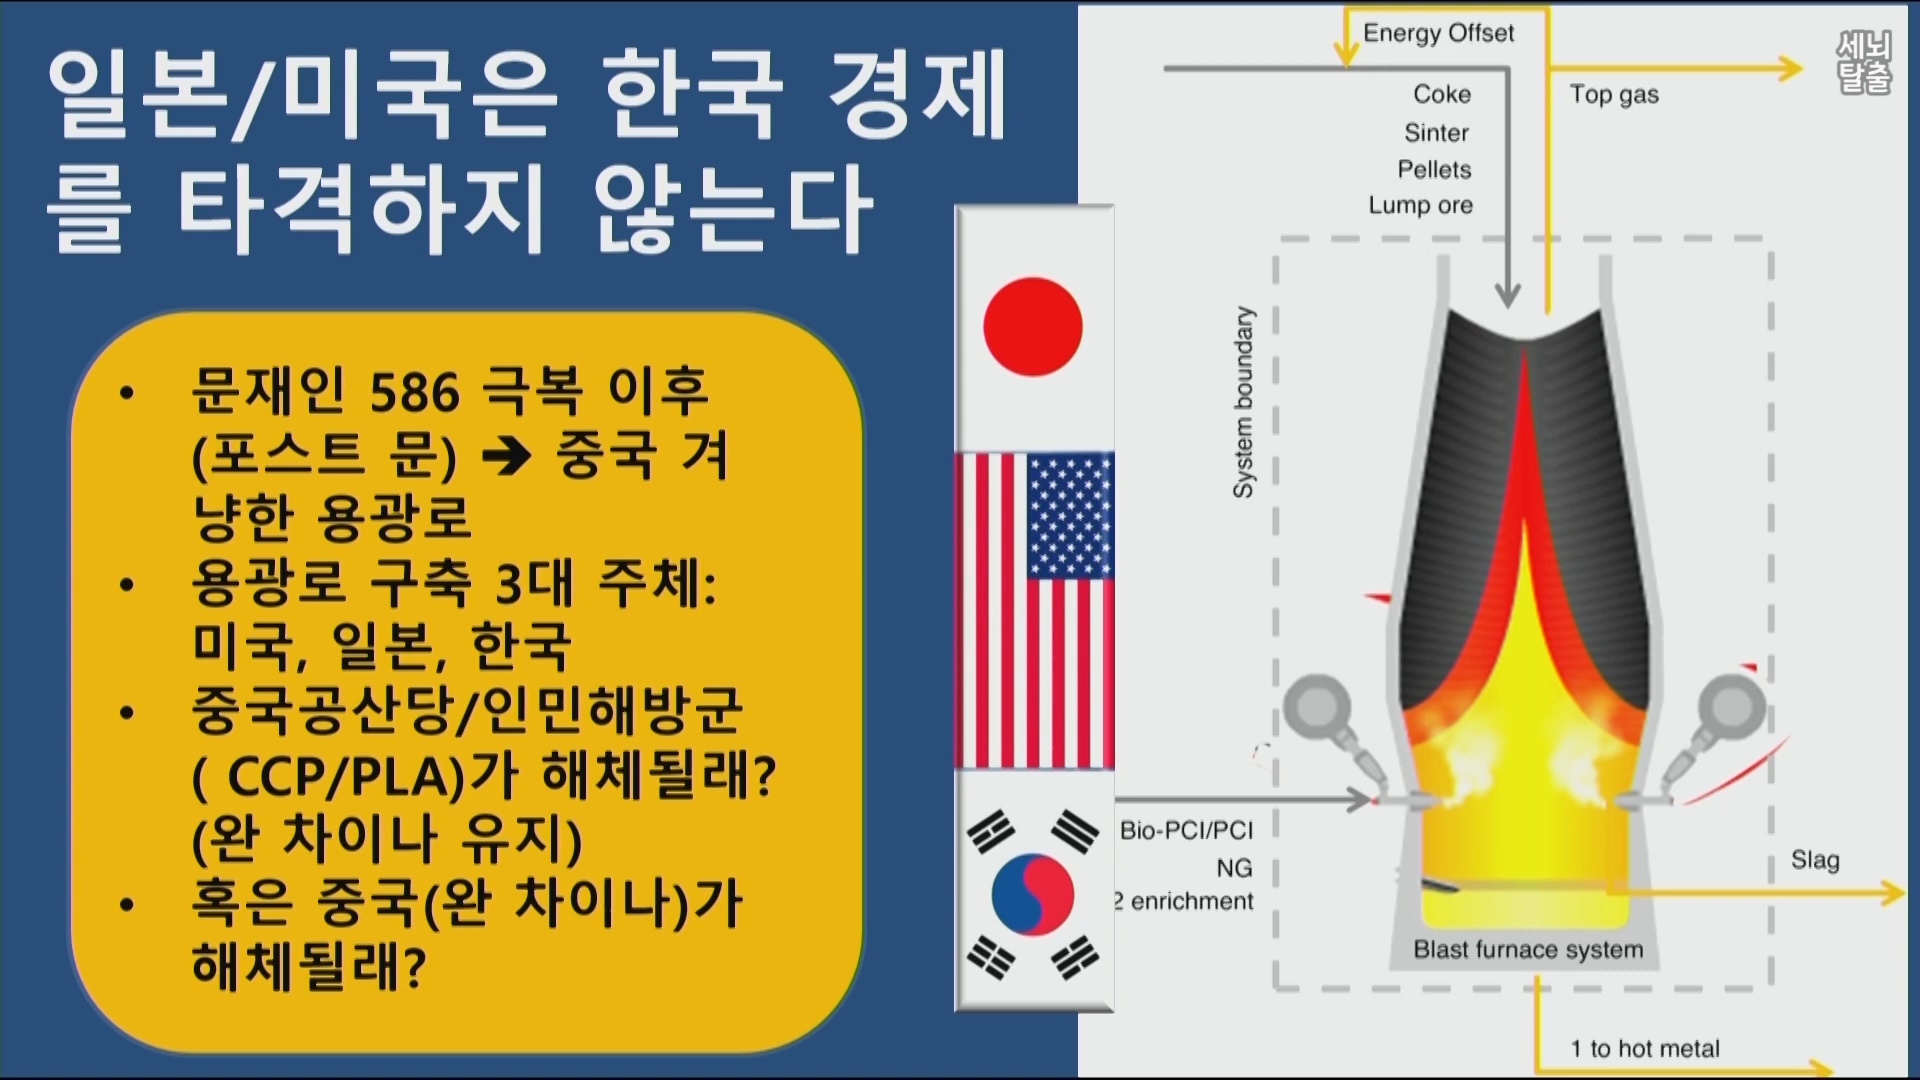 일본/미국은 한국 경제
를 타격하지 않는다
• 문재인 586 극복 이후
(포스트 문) ➔ 중국 겨
냥한 용광로
• 용광로 구축 3대 주체:
미국, 일본, 한국
• 중국공산당/인민해방군
( CCP/PLA)가 해체될래?
(완 차이나 유지)
• 혹은 중국(완 차이나)가
해체될래?
Energy Offset
Coke
Sinter
Pellets
Lump ore
Top gas
세뇌
탈출
System boundary
Bio-PCI/PCI
NG
2 enrichment
Slag
Blast furnace system
1 to hot metal